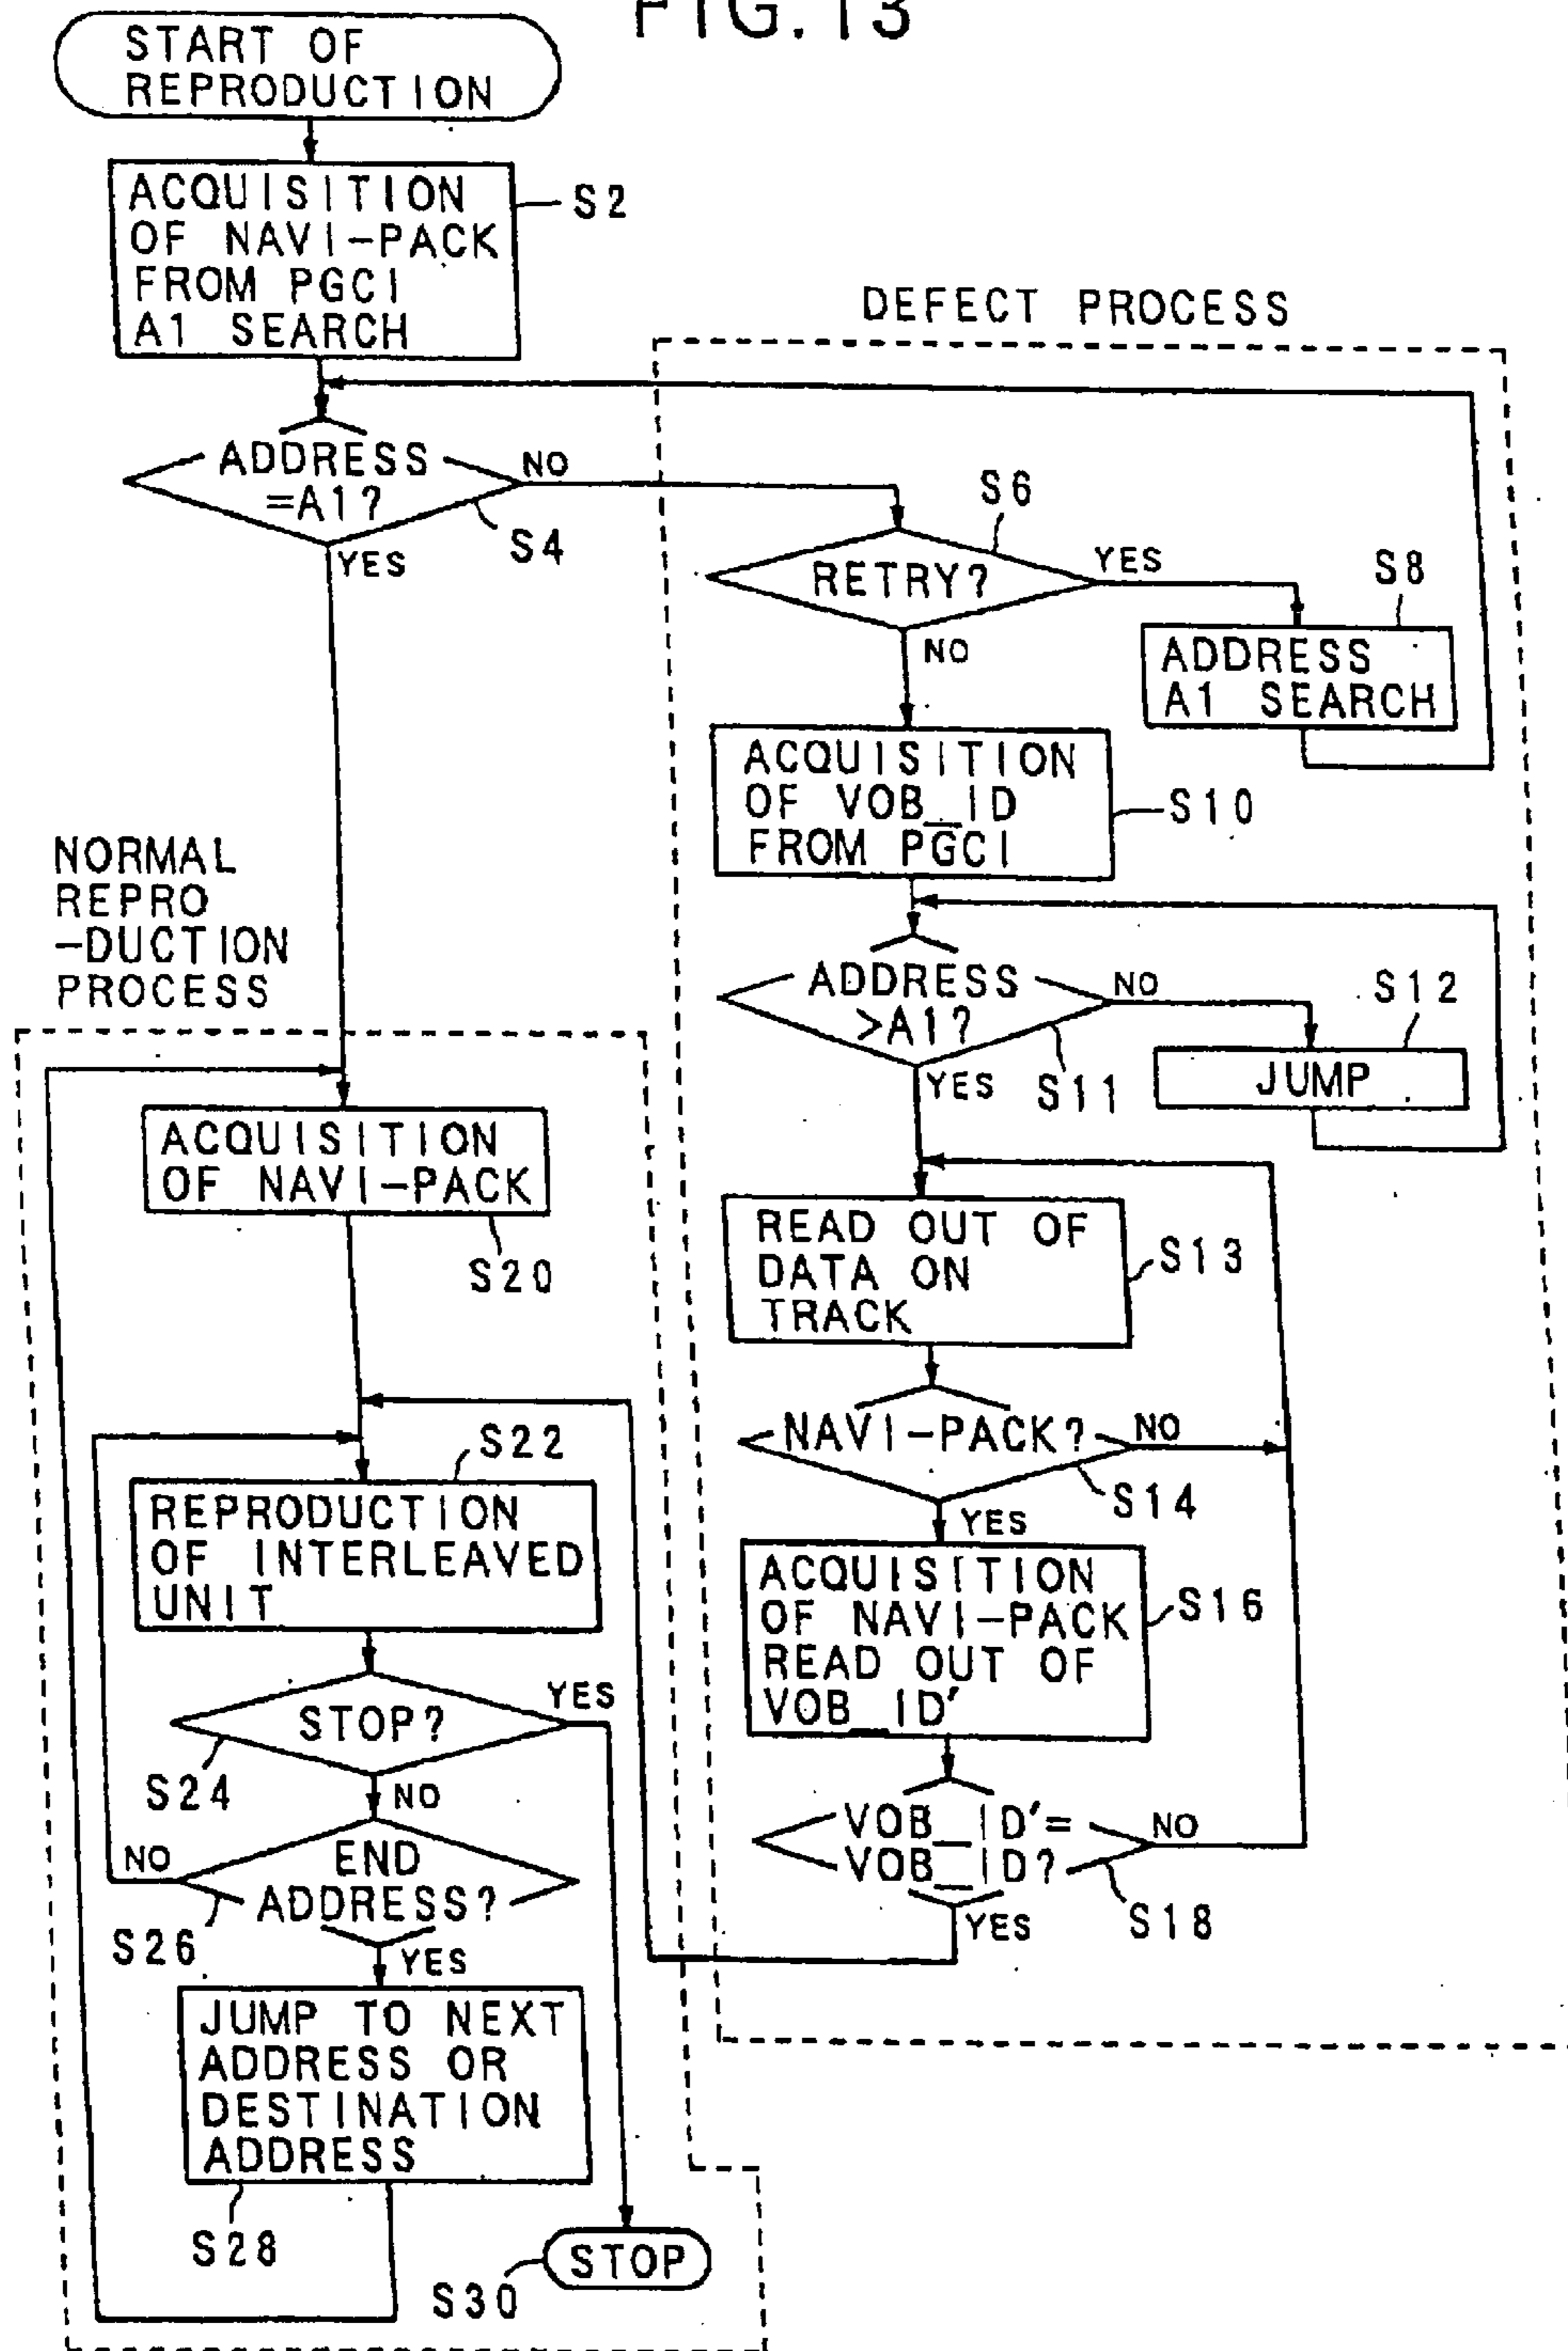 FIG.13
START OF
REPRODUCTION
ACQUISITION
OF NAVI-PACK
FROM PGCI
A1 SEARCH
S2
DEFECT PROCESS
ADDRESS
=A1?
NO
S4
YES
S6
RETRY?
YES
NO
S8
ADDRESS
A1 SEARCH
ACQUISITION
OF VOB_ID
FROM PGCI
S10
ADDRESS
>A1?
NO
YES
S11
S12
JUMP
READ OUT OF
DATA ON
TRACK
S13
NAVI-PACK?
NO
S14
YES
ACQUISITION
OF NAVI-PACK
READ OUT OF
VOB_ID'
S16
VOB_ID'=
VOB_ID?
NO
S18
YES
NORMAL
REPRO
-DUCTION
PROCESS
ACQUISITION
OF NAVI-PACK
S20
S22
REPRODUCTION
OF INTERLEAVED
UNIT
STOP?
YES
S24
NO
END
ADDRESS?
NO
S26
YES
JUMP TO NEXT
ADDRESS OR
DESTINATION
ADDRESS
S28
STOP
S30